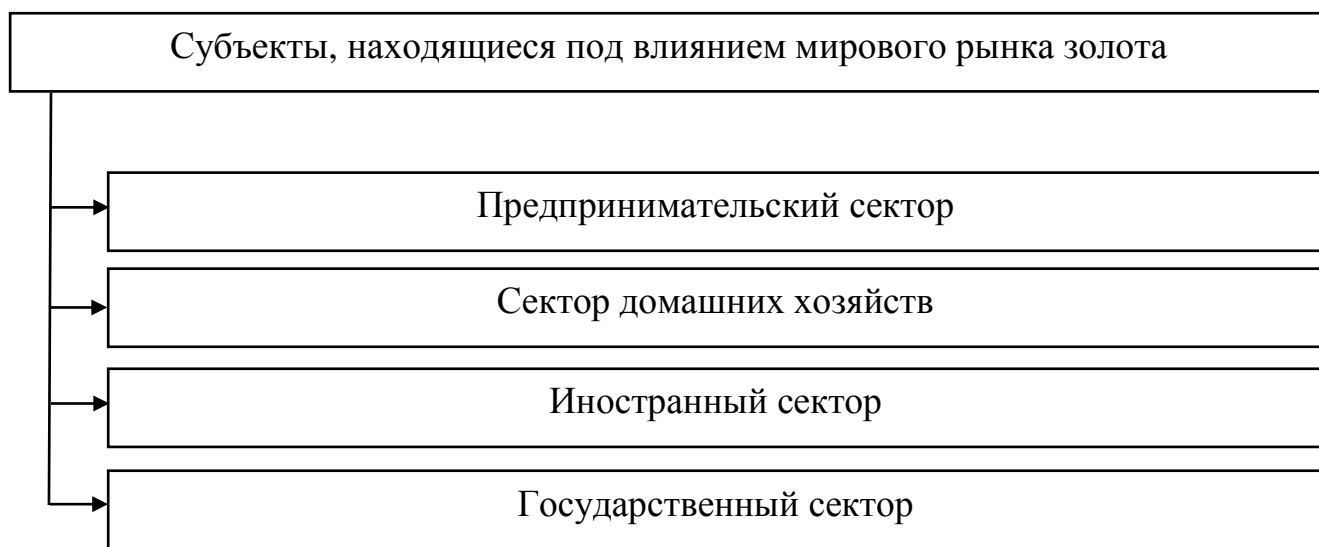 Субъекты, находящиеся под влиянием мирового рынка золота
Предпринимательский сектор
Сектор домашних хозяйств
Иностранный сектор
Государственный сектор